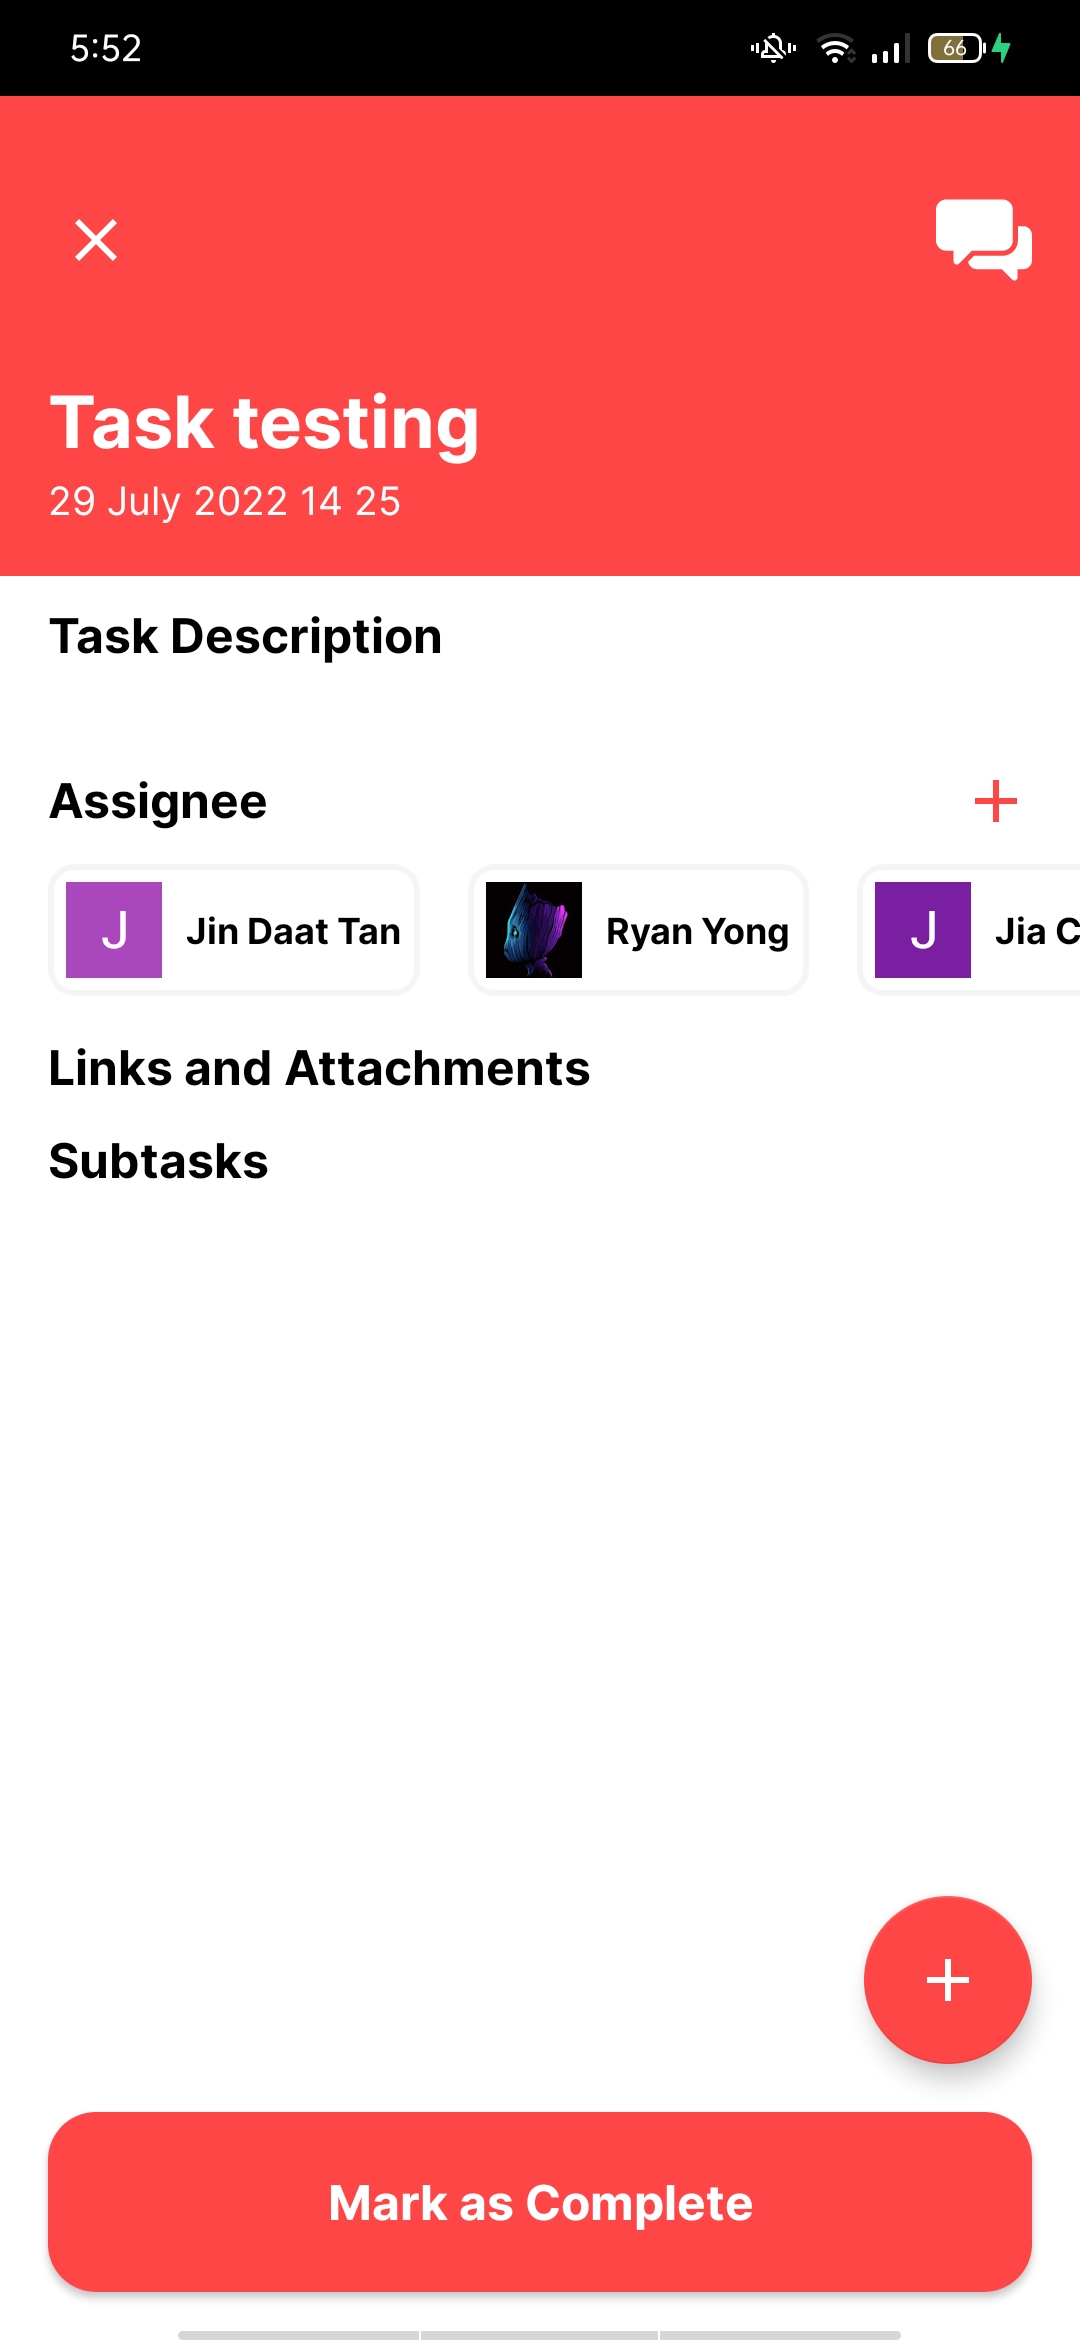 5:52
66
Task testing
29 July 2022 14 25
Task Description
Assignee
J Jin Daat Tan Ryan Yong J Jia C
Links and Attachments
Subtasks
Mark as Complete